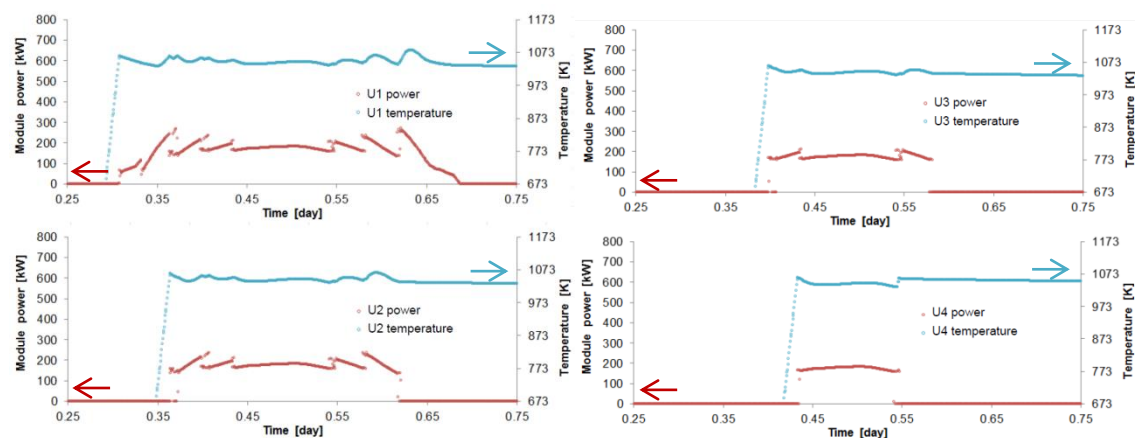 Module power [kW]
800
700
600
500
400
300
200
100
0
U1 power
U1 temperature
1173
1073
973
873
773
673
Temperature [K]
0.25 0.35 0.45 0.55 0.65 0.75
Time [day]
Module power [kW]
800
700
600
500
400
300
200
100
0
U3 power
U3 temperature
1173
1073
973
873
773
673
Temperature [K]
0.25 0.35 0.45 0.55 0.65 0.75
Time [day]
Module power [kW]
800
700
600
500
400
300
200
100
0
U2 power
U2 temperature
1173
1073
973
873
773
673
Temperature [K]
0.25 0.35 0.45 0.55 0.65 0.75
Time [day]
Module power [kW]
800
700
600
500
400
300
200
100
0
U4 power
U4 temperature
1173
1073
973
873
773
673
Temperature [K]
0.25 0.35 0.45 0.55 0.65 0.75
Time [day]